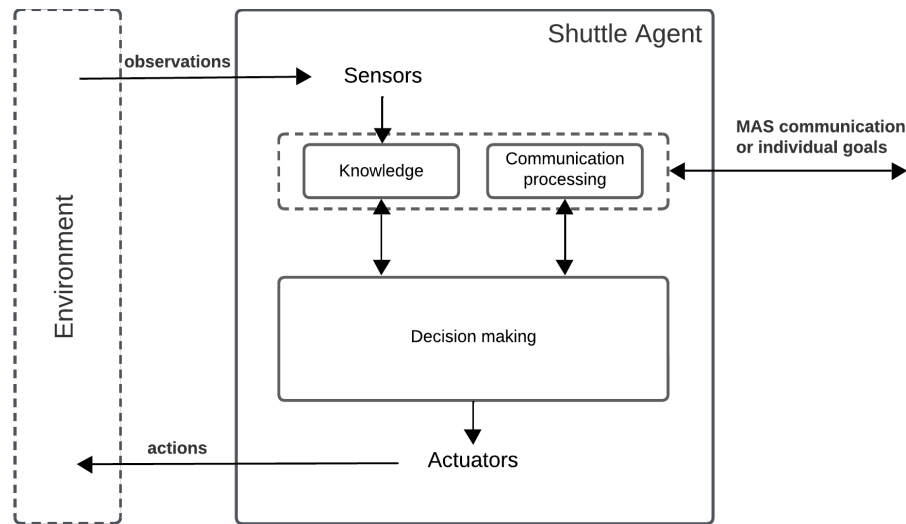 Shuttle Agent
observations
Sensors
MAS communication
or individual goals
Knowledge
Communication
processing
Environment
Decision making
actions
Actuators